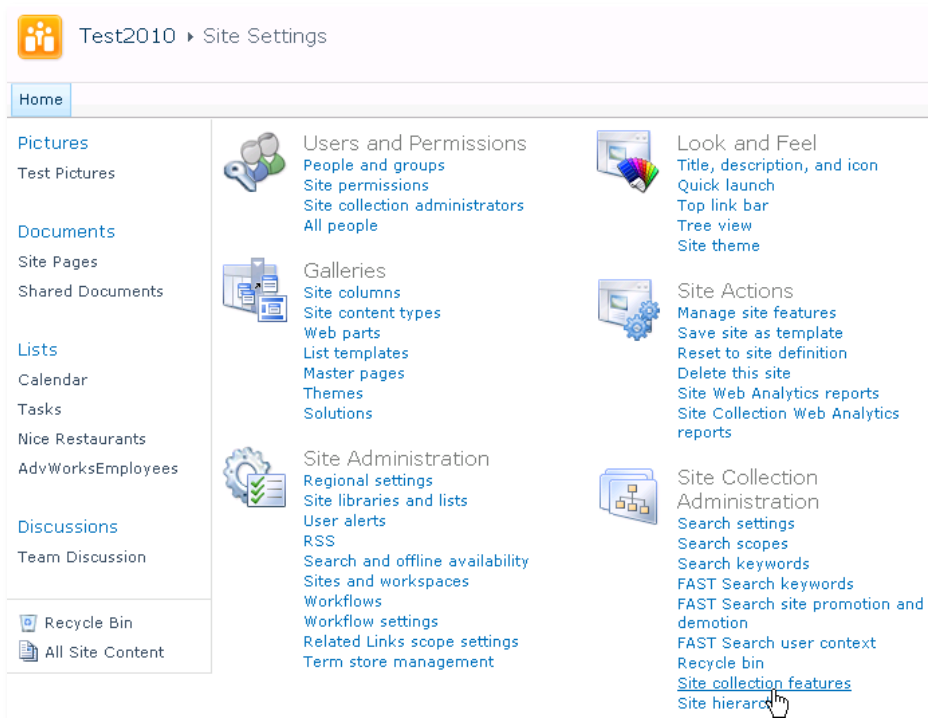 Test2010 ▸ Site Settings
Home
Pictures
Test Pictures
Documents
Site Pages
Shared Documents
Lists
Calendar
Tasks
Nice Restaurants
AdvWorksEmployees
Discussions
Team Discussion
Recycle Bin
All Site Content
Users and Permissions
People and groups
Site permissions
Site collection administrators
All people
Galleries
Site columns
Site content types
Web parts
List templates
Master pages
Themes
Solutions
Site Administration
Regional settings
Site libraries and lists
User alerts
RSS
Search and offline availability
Sites and workspaces
Workflows
Workflow settings
Related Links scope settings
Term store management
Look and Feel
Title, description, and icon
Quick launch
Top link bar
Tree view
Site theme
Site Actions
Manage site features
Save site as template
Reset to site definition
Delete this site
Site Web Analytics reports
Site Collection Web Analytics
reports
Site Collection
Administration
Search settings
Search scopes
Search keywords
FAST Search keywords
FAST Search site promotion and
demotion
FAST Search user context
Recycle bin
Site collection features
Site